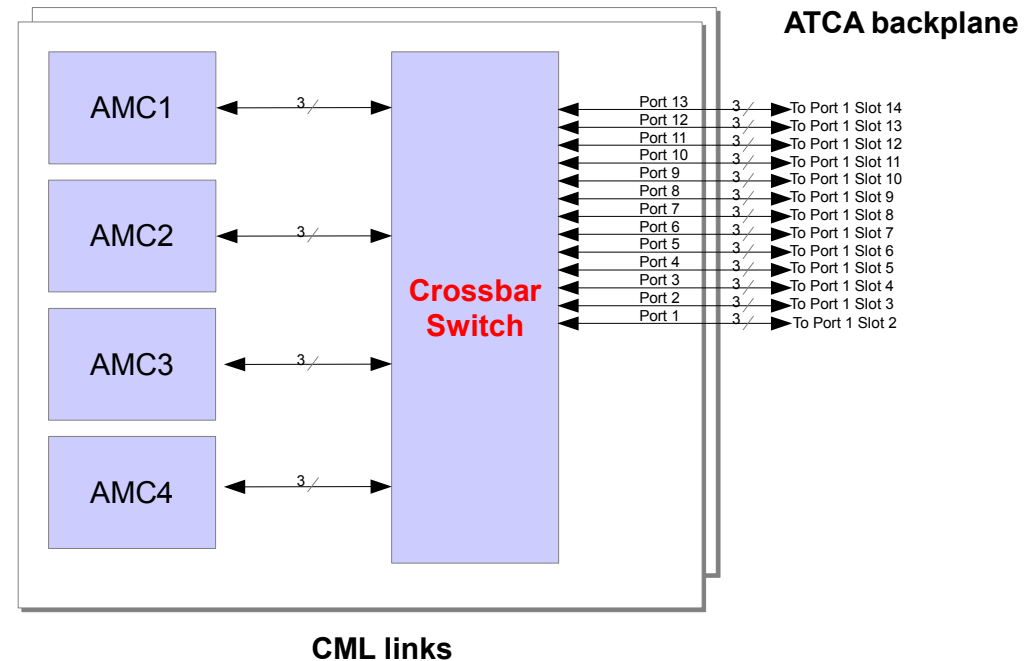 ATCA backplane
AMC1
3
AMC2
3
AMC3
3
AMC4
3
Crossbar
Switch
Port 13 3 To Port 1 Slot 14
Port 12 3 To Port 1 Slot 13
Port 11 3 To Port 1 Slot 12
Port 10 3 To Port 1 Slot 11
Port 9 3 To Port 1 Slot 10
Port 8 3 To Port 1 Slot 9
Port 7 3 To Port 1 Slot 8
Port 6 3 To Port 1 Slot 7
Port 5 3 To Port 1 Slot 6
Port 4 3 To Port 1 Slot 5
Port 3 3 To Port 1 Slot 4
Port 2 3 To Port 1 Slot 3
Port 1 3 To Port 1 Slot 2
CML links